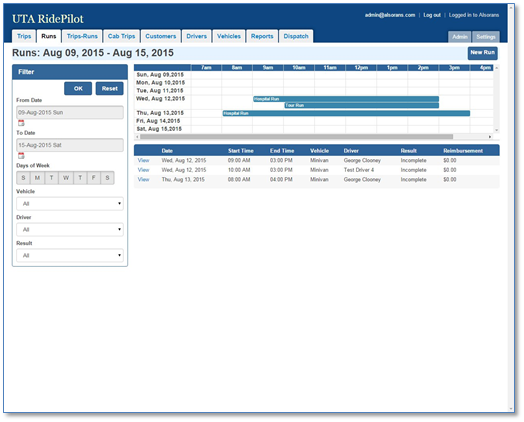 UTA RidePilot
admin@alsorans.com | Log out | Logged in to Alsorans
Trips Runs Trips-Runs Cab Trips Customers Drivers Vehicles Reports Dispatch Admin Settings
Runs: Aug 09, 2015 - Aug 15, 2015 New Run
Filter
OK Reset
From Date
09-Aug-2015 Sun
To Date
15-Aug-2015 Sat
Days of Week
S M T W T F S
Vehicle
All
Driver
All
Result
All
7am 8am 9am 10am 11am 12pm 1pm 2pm 3pm 4pm
Sun, Aug 09,2015
Mon, Aug 10,2015
Tue, Aug 11,2015
Wed, Aug 12,2015 Hospital Run
Tour Run
Thu, Aug 13,2015 Hospital Run
Fri, Aug 14,2015
Sat, Aug 15,2015
Date Start Time End Time Vehicle Driver Result Reimbursement
View Wed, Aug 12, 2015 09:00 AM 03:00 PM Minivan George Clooney Incomplete $0.00
View Wed, Aug 12, 2015 10:00 AM 03:00 PM Minivan Test Driver 4 Incomplete $0.00
View Thu, Aug 13, 2015 08:00 AM 04:00 PM Minivan George Clooney Incomplete $0.00